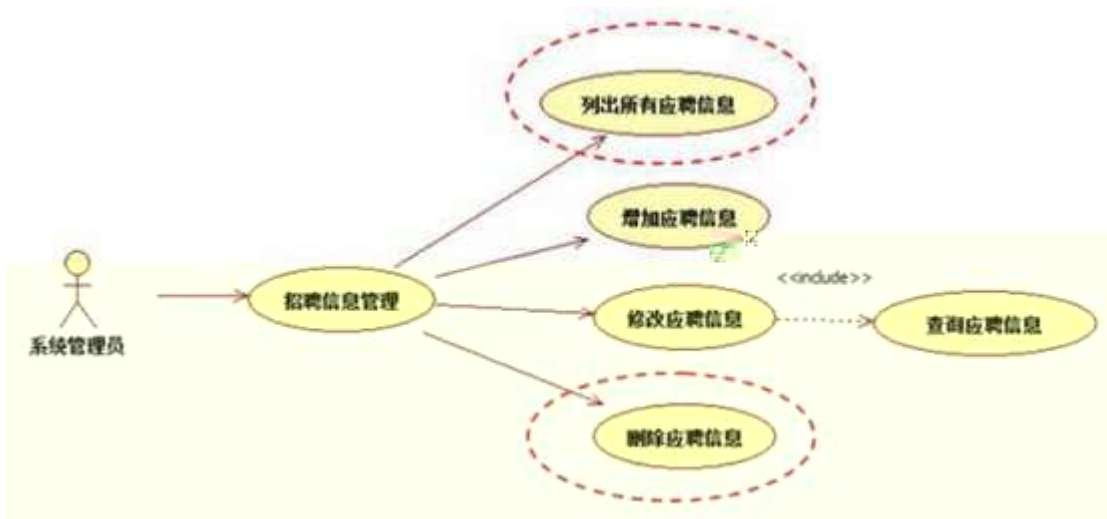 列出所有应聘信息
增加应聘信息
<<include>>
招聘信息管理
修改应聘信息
查询应聘信息
系统管理员
删除应聘信息